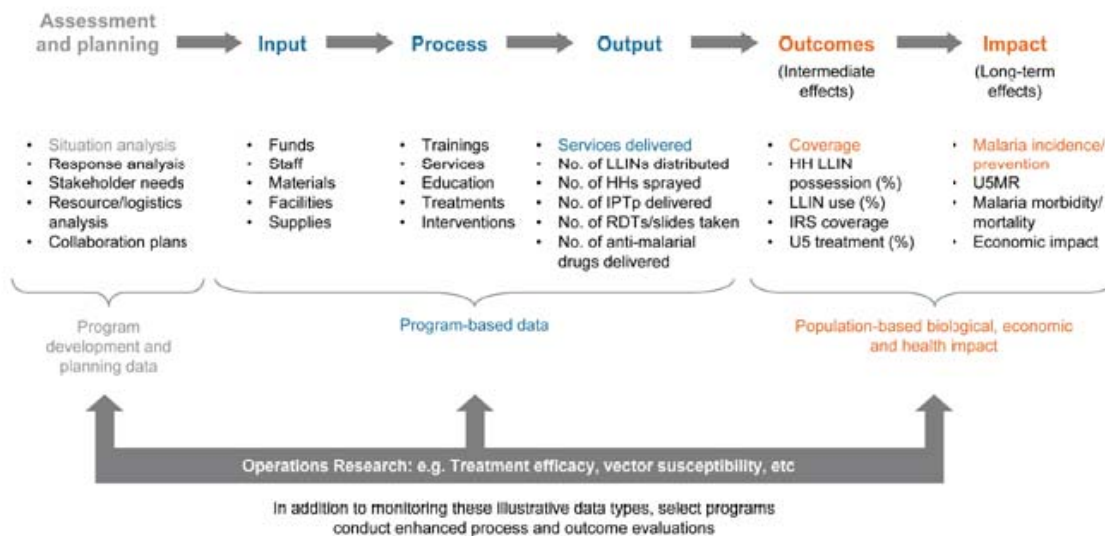 Assessment
and planning
Input
Process
Output
Outcomes
Impact
(Intermediate
effects)
(Long-term
effects)
• Situation analysis
• Response analysis
• Stakeholder needs
• Resource/logistics
analysis
• Collaboration plans
• Funds
• Staff
• Materials
• Facilities
• Supplies
• Trainings
• Services
• Education
• Treatments
• Interventions
• Services delivered
• No. of LLINs distributed
• No. of HHs sprayed
• No. of IPTp delivered
• No. of RDTs/slides taken
• No. of anti-malarial
drugs delivered
• Coverage
• HH LLIN
possession (%)
• LLIN use (%)
• IRS coverage
• U5 treatment (%)
• Malaria incidence/
prevention
• U5MR
• Malaria morbidity/
mortality
• Economic impact
Program
development and
planning data
Program-based data
Population-based biological, economic
and health impact
Operations Research: e.g. Treatment efficacy, vector susceptibility, etc
In addition to monitoring these illustrative data types, select programs
conduct enhanced process and outcome evaluations